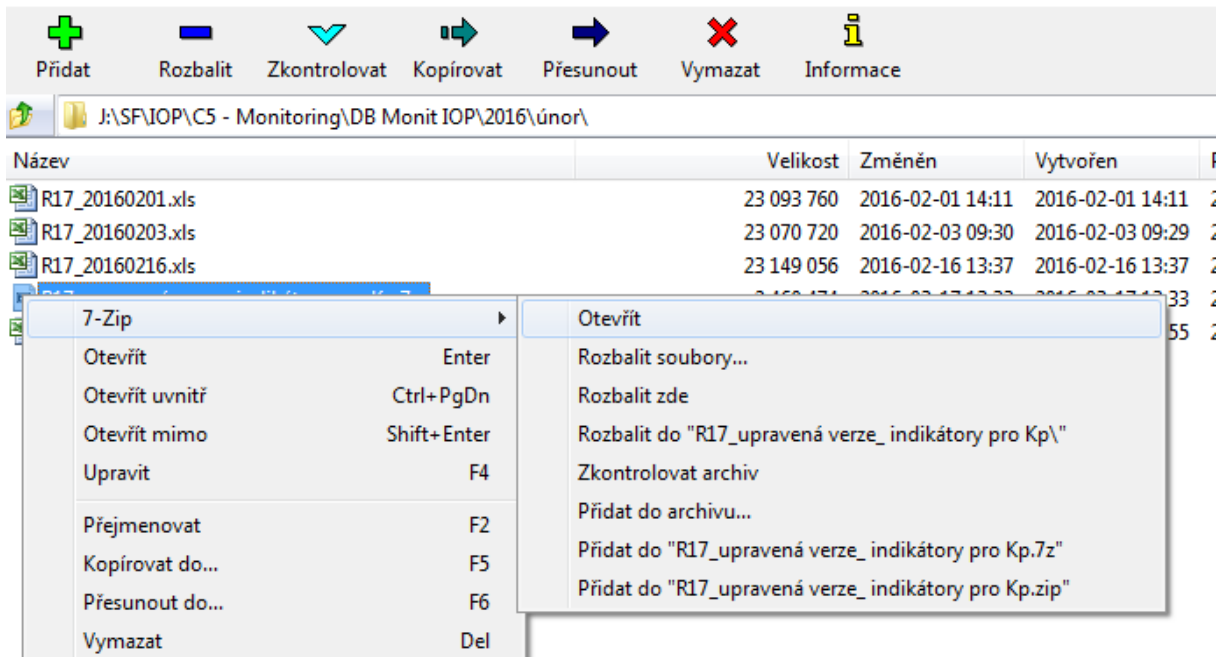 Přidat Rozbalit Zkontrolovat Kopírovat Přesunout Vymazat Informace
J:\SF\IOP\C5 - Monitoring\DB Monit IOP\2016\únor\
Název Velikost Změněn Vytvořen
R17_20160201.xls 23 093 760 2016-02-01 14:11 2016-02-01 14:11
R17_20160203.xls 23 070 720 2016-02-03 09:30 2016-02-03 09:29
R17_20160216.xls 23 149 056 2016-02-16 13:37 2016-02-16 13:37
7-Zip
Otevřít Enter
Otevřít uvnitř Ctrl+PgDn
Otevřít mimo Shift+Enter
Upravit F4
Přejmenovat F2
Kopírovat do... F5
Přesunout do... F6
Vymazat Del
Otevřít
Rozbalit soubory...
Rozbalit zde
Rozbalit do "R17_upravená verze_ indikátory pro Kp\"
Zkontrolovat archiv
Přidat do archivu...
Přidat do "R17_upravená verze_ indikátory pro Kp.7z"
Přidat do "R17_upravená verze_ indikátory pro Kp.zip"